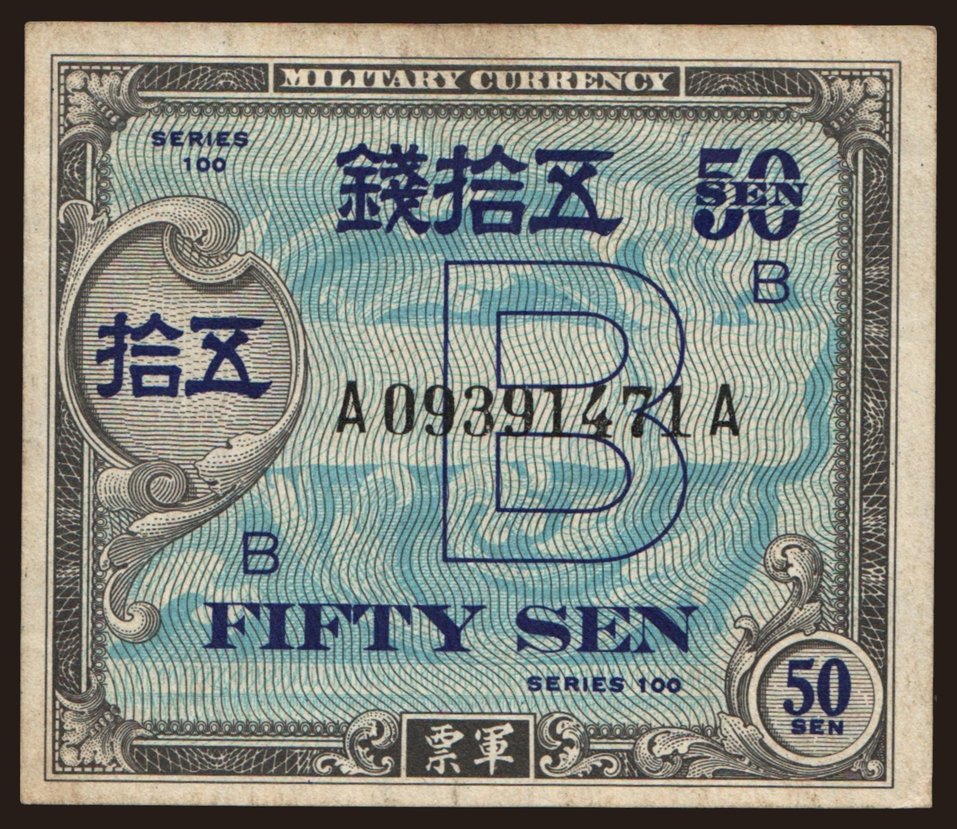 MILITARY CURRENCY
SERIES
100
錢拾五
50
SEN
B
拾五
B
A09391471A
B
FIFTY SEN
SERIES 100
50
SEN
票軍